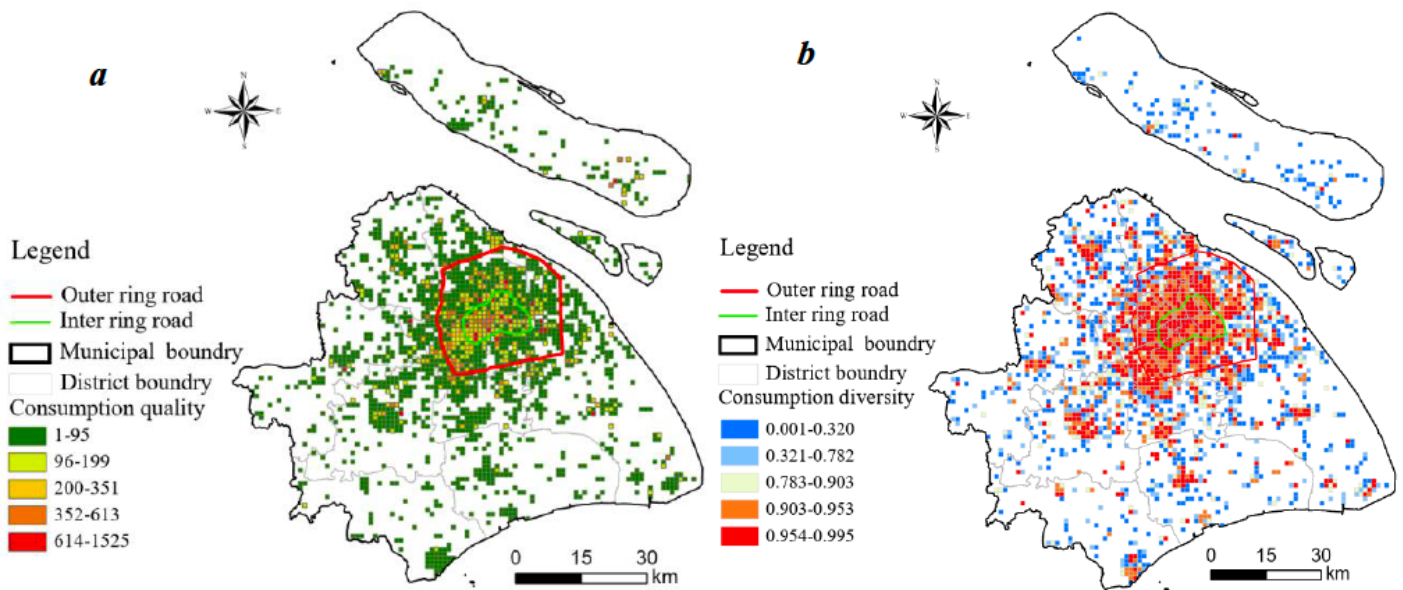 a
N
W E
S
Legend
Outer ring road
Inter ring road
Municipal boundry
District boundry
Consumption quality
1-95
96-199
200-351
352-613
614-1525
0 15 30
km
b
N
W E
S
Legend
Outer ring road
Inter ring road
Municipal boundry
District boundry
Consumption diversity
0.001-0.320
0.321-0.782
0.783-0.903
0.903-0.953
0.954-0.995
0 15 30
km